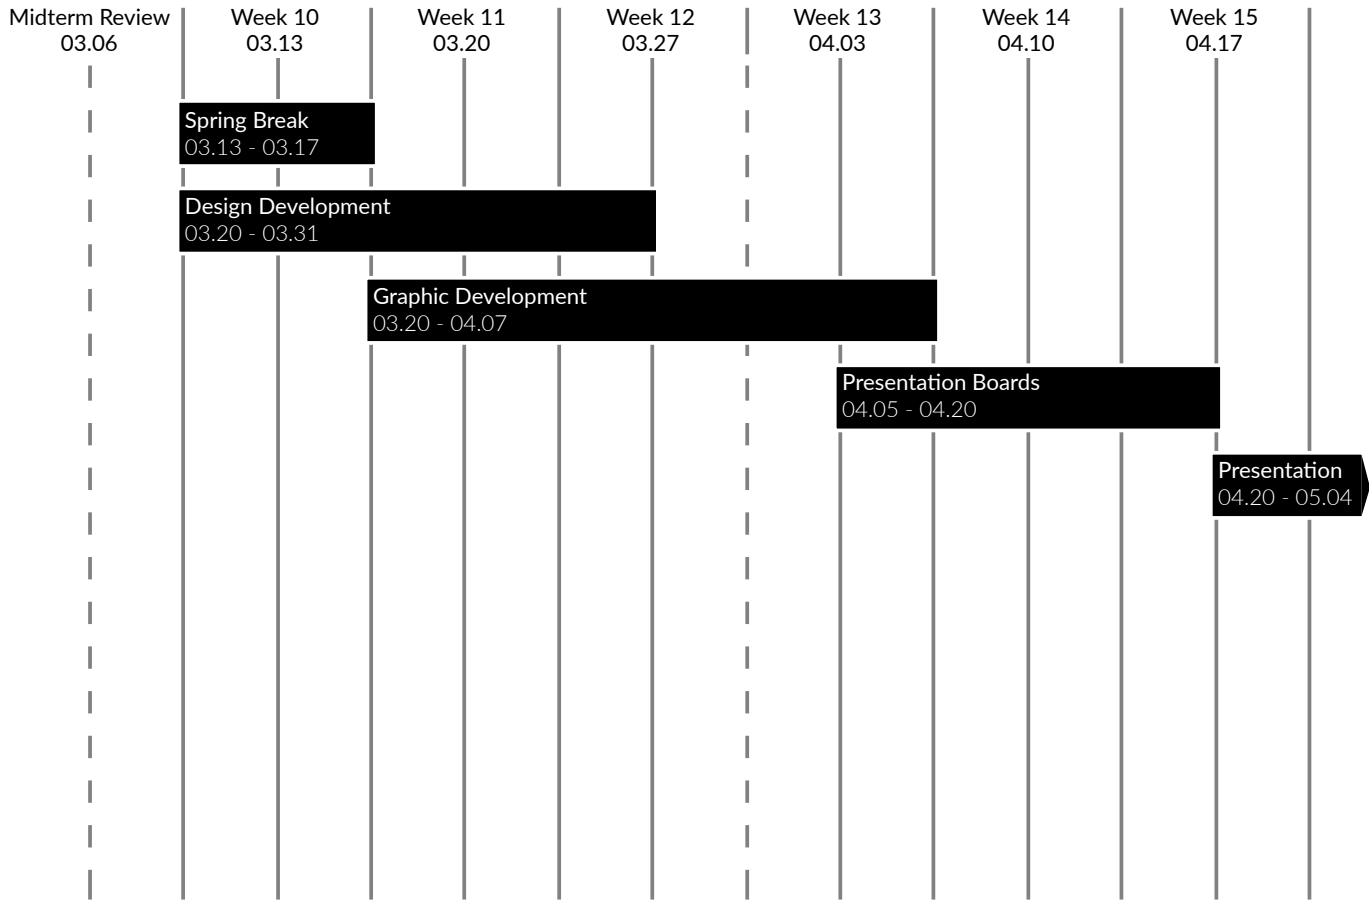 Midterm Review
03.06
Week 10
03.13
Week 11
03.20
Week 12
03.27
Week 13
04.03
Week 14
04.10
Week 15
04.17
Spring Break
03.13 - 03.17
Design Development
03.20 - 03.31
Graphic Development
03.20 - 04.07
Presentation Boards
04.05 - 04.20
Presentation
04.20 - 05.04